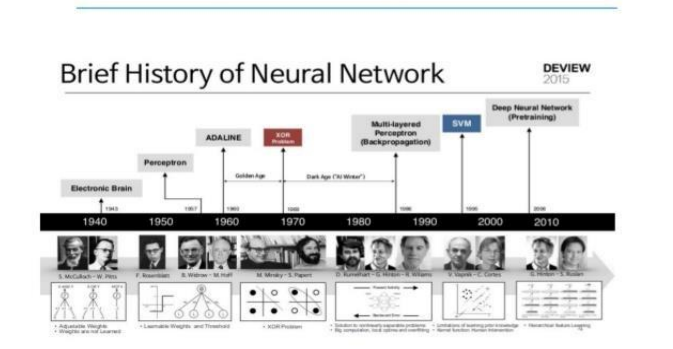 Brief History of Neural Network
DEVIEW
2015
Deep Neural Network
(Pretraining)
Multi-layered
Perceptron
(Backpropagation)
SVM
ADALINE
XOR
Problem
Perceptron
Golden Age
Dark Age ("AI Winter")
Electronic Brain
1943
1957
1960
1969
1986
1995
2006
1940
1950
1960
1970
1980
1990
2000
2010
S. McCulloch - W. Pitts
F. Rosenblatt
B. Widrow - M. Hoff
M. Minsky - S. Papert
D. Rumelhart - G. Hinton - R. Williams
V. Vapnik - C. Cortes
G. Hinton - S. Ruslan
• Adjustable Weights
• Weights are not Learned
• Learnable Weights and Threshold
• XOR Problem
• Solution to nonlinearly separable problems
• Big computation, local optima and overfitting
• Limitations of learning prior knowledge
• Kernel function: Human Intervention
• Hierarchical feature Learning